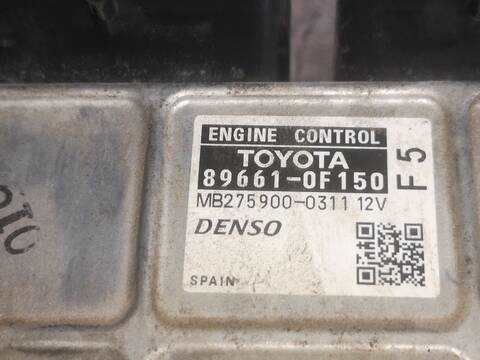 ENGINE CONTROL
TOYOTA
89661-0F150
F5
MB275900-0311 12V
DENSO
SPAIN